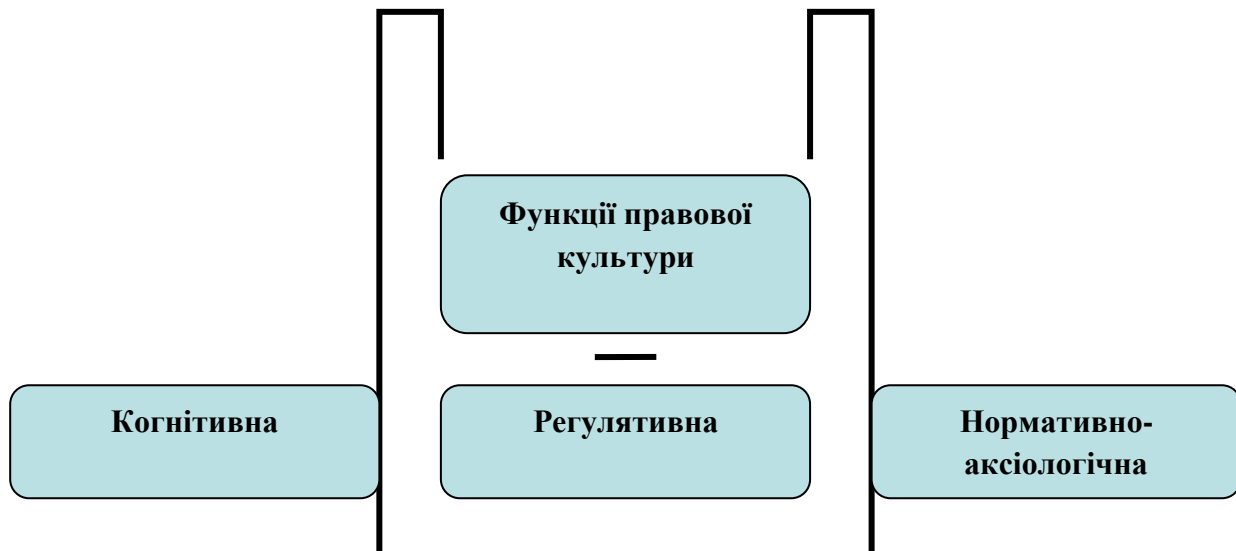 Функції правової
культури
Когнітивна
Регулятивна
Нормативно-
аксіологічна